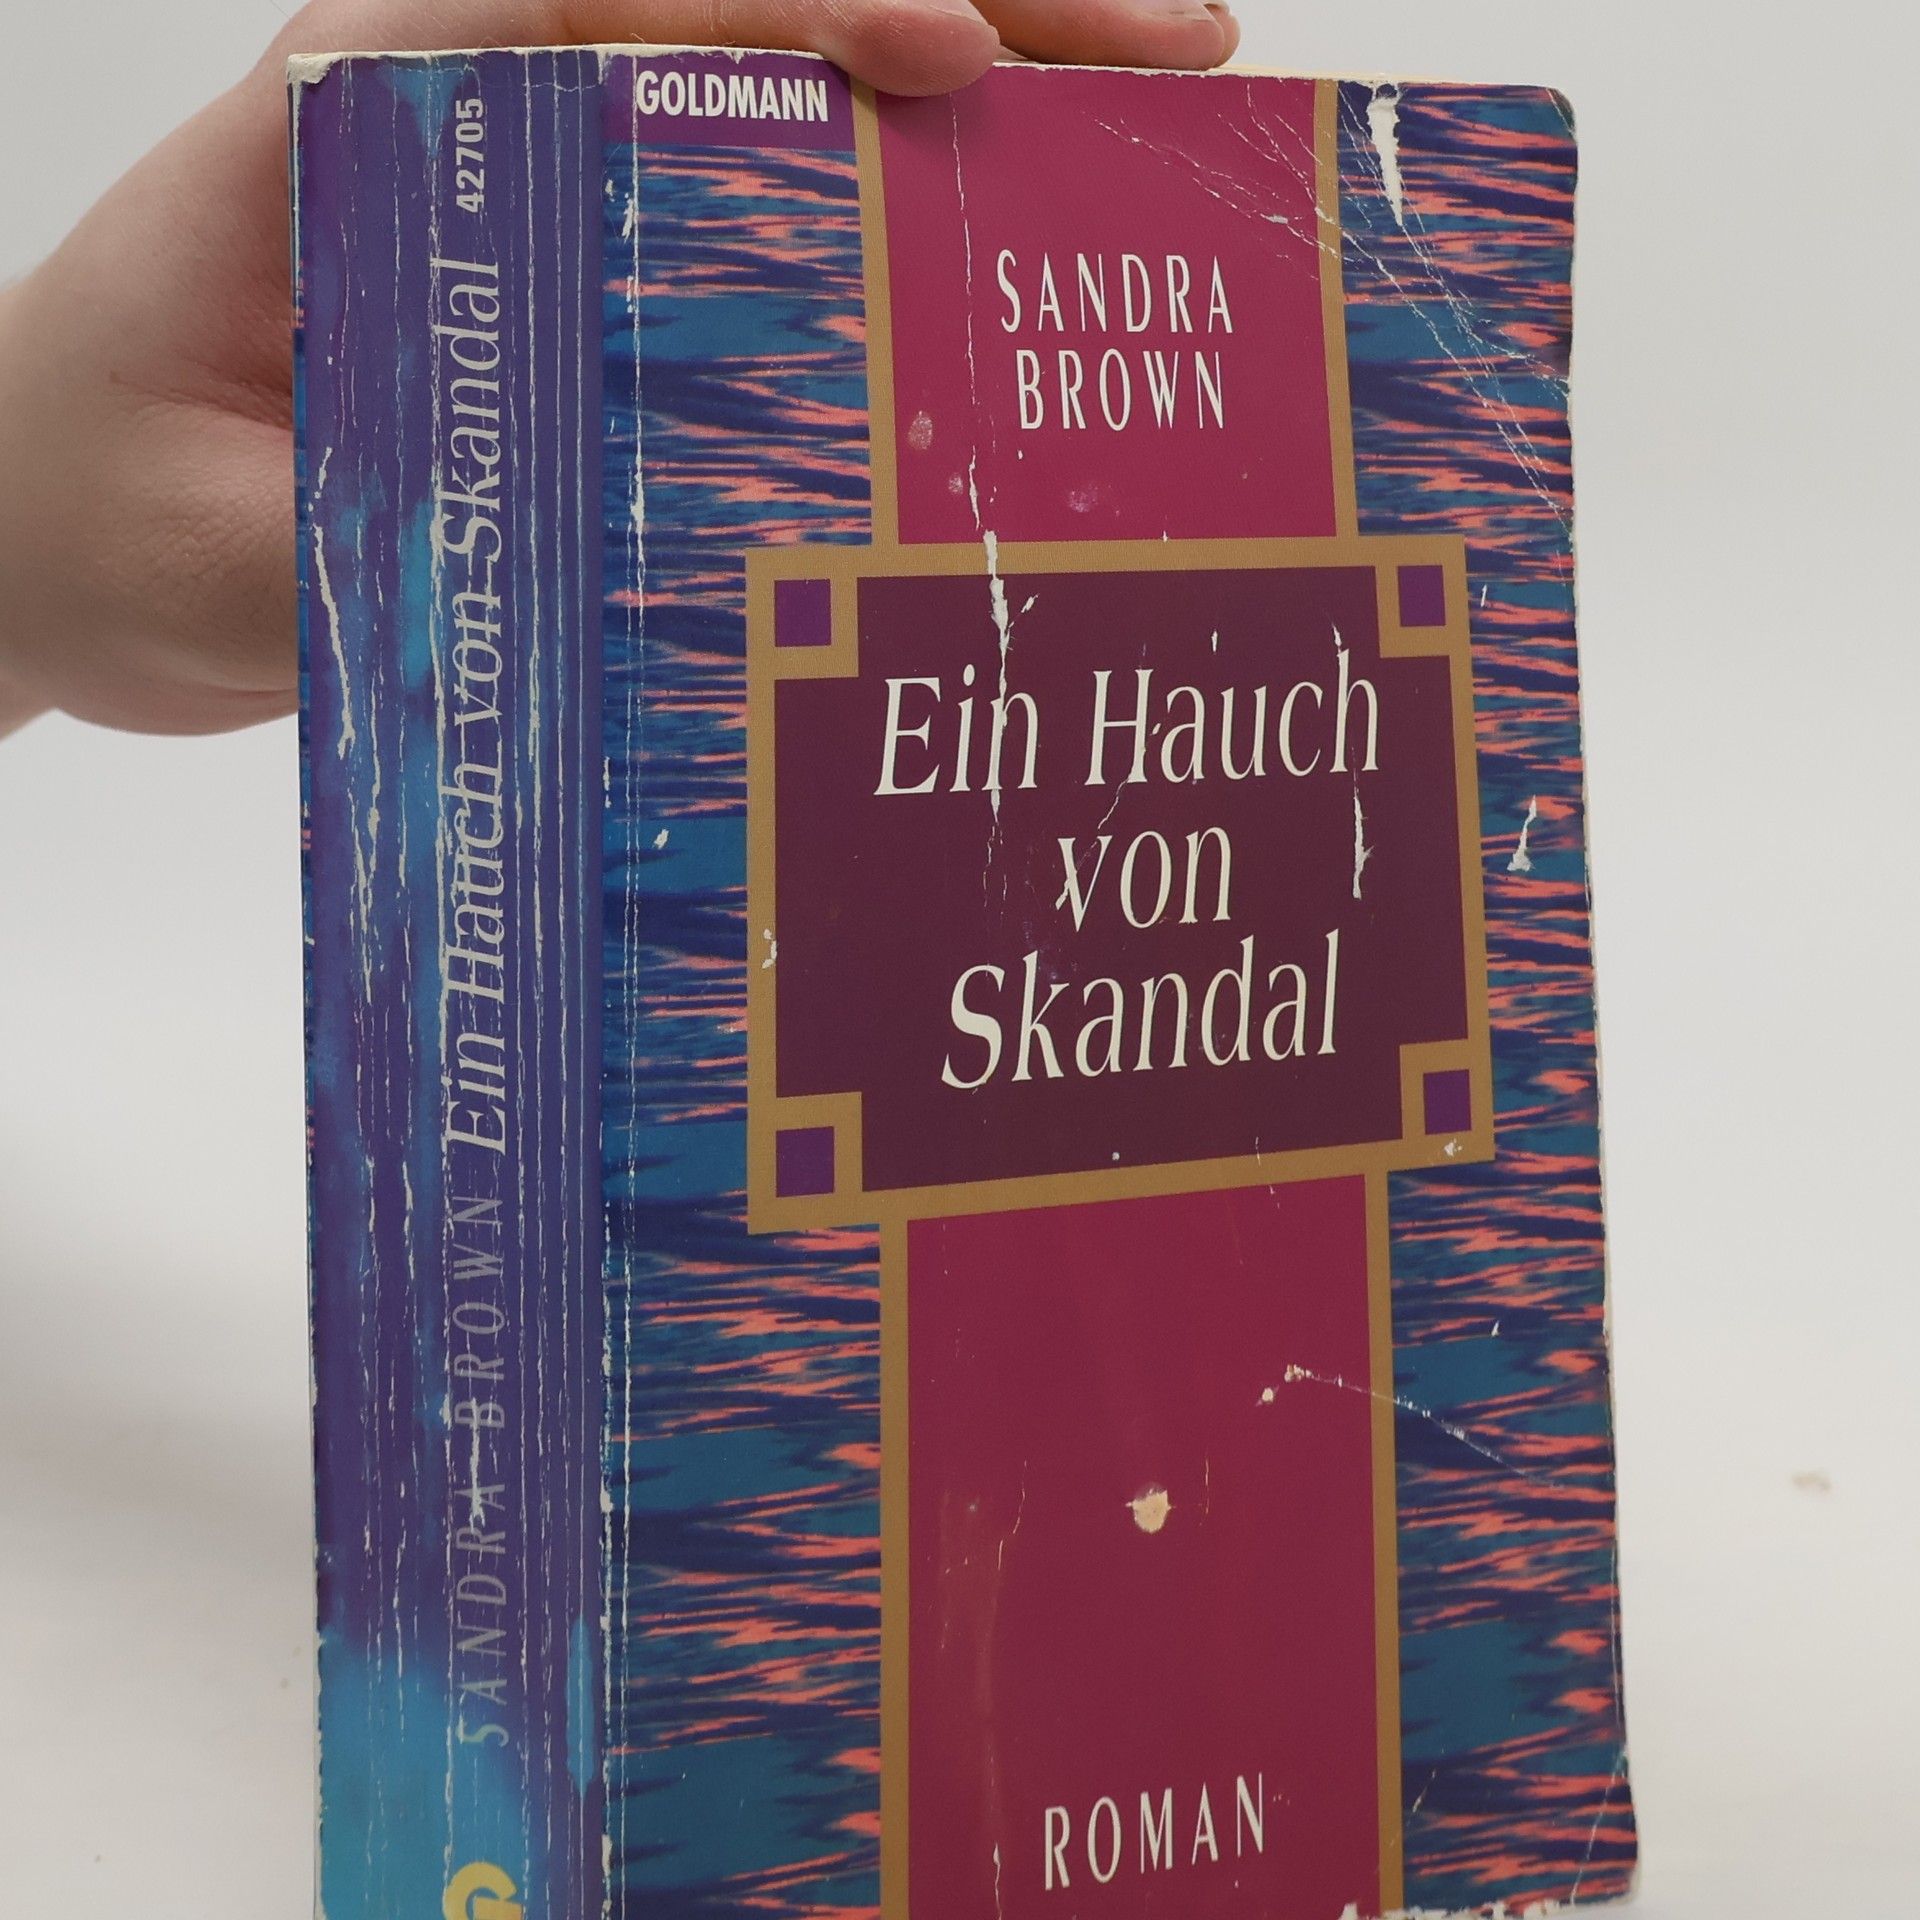 GOLDMANN
SANDRA
BROWN
Ein Hauch
von
Skandal
ROMAN
SANDRA BROWN Ein Hauch von Skandal 42705
G